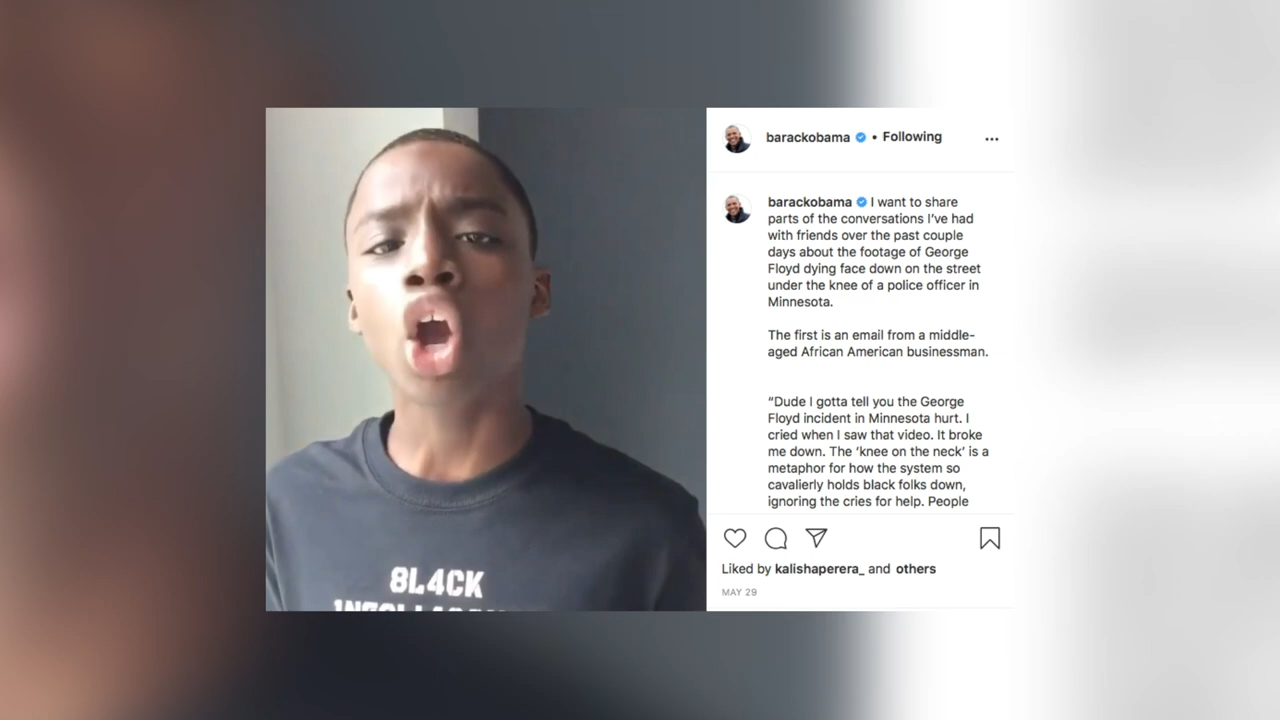 8L4CK
barackobama • Following
barackobama I want to share
parts of the conversations I've had
with friends over the past couple
days about the footage of George
Floyd dying face down on the street
under the knee of a police officer in
Minnesota.
The first is an email from a middle-
aged African American businessman.
“Dude I gotta tell you the George
Floyd incident in Minnesota hurt. I
cried when I saw that video. It broke
me down. The ‘knee on the neck’ is a
metaphor for how the system so
cavalierly holds black folks down,
ignoring the cries for help. People
Liked by kalishaperera_ and others
MAY 29